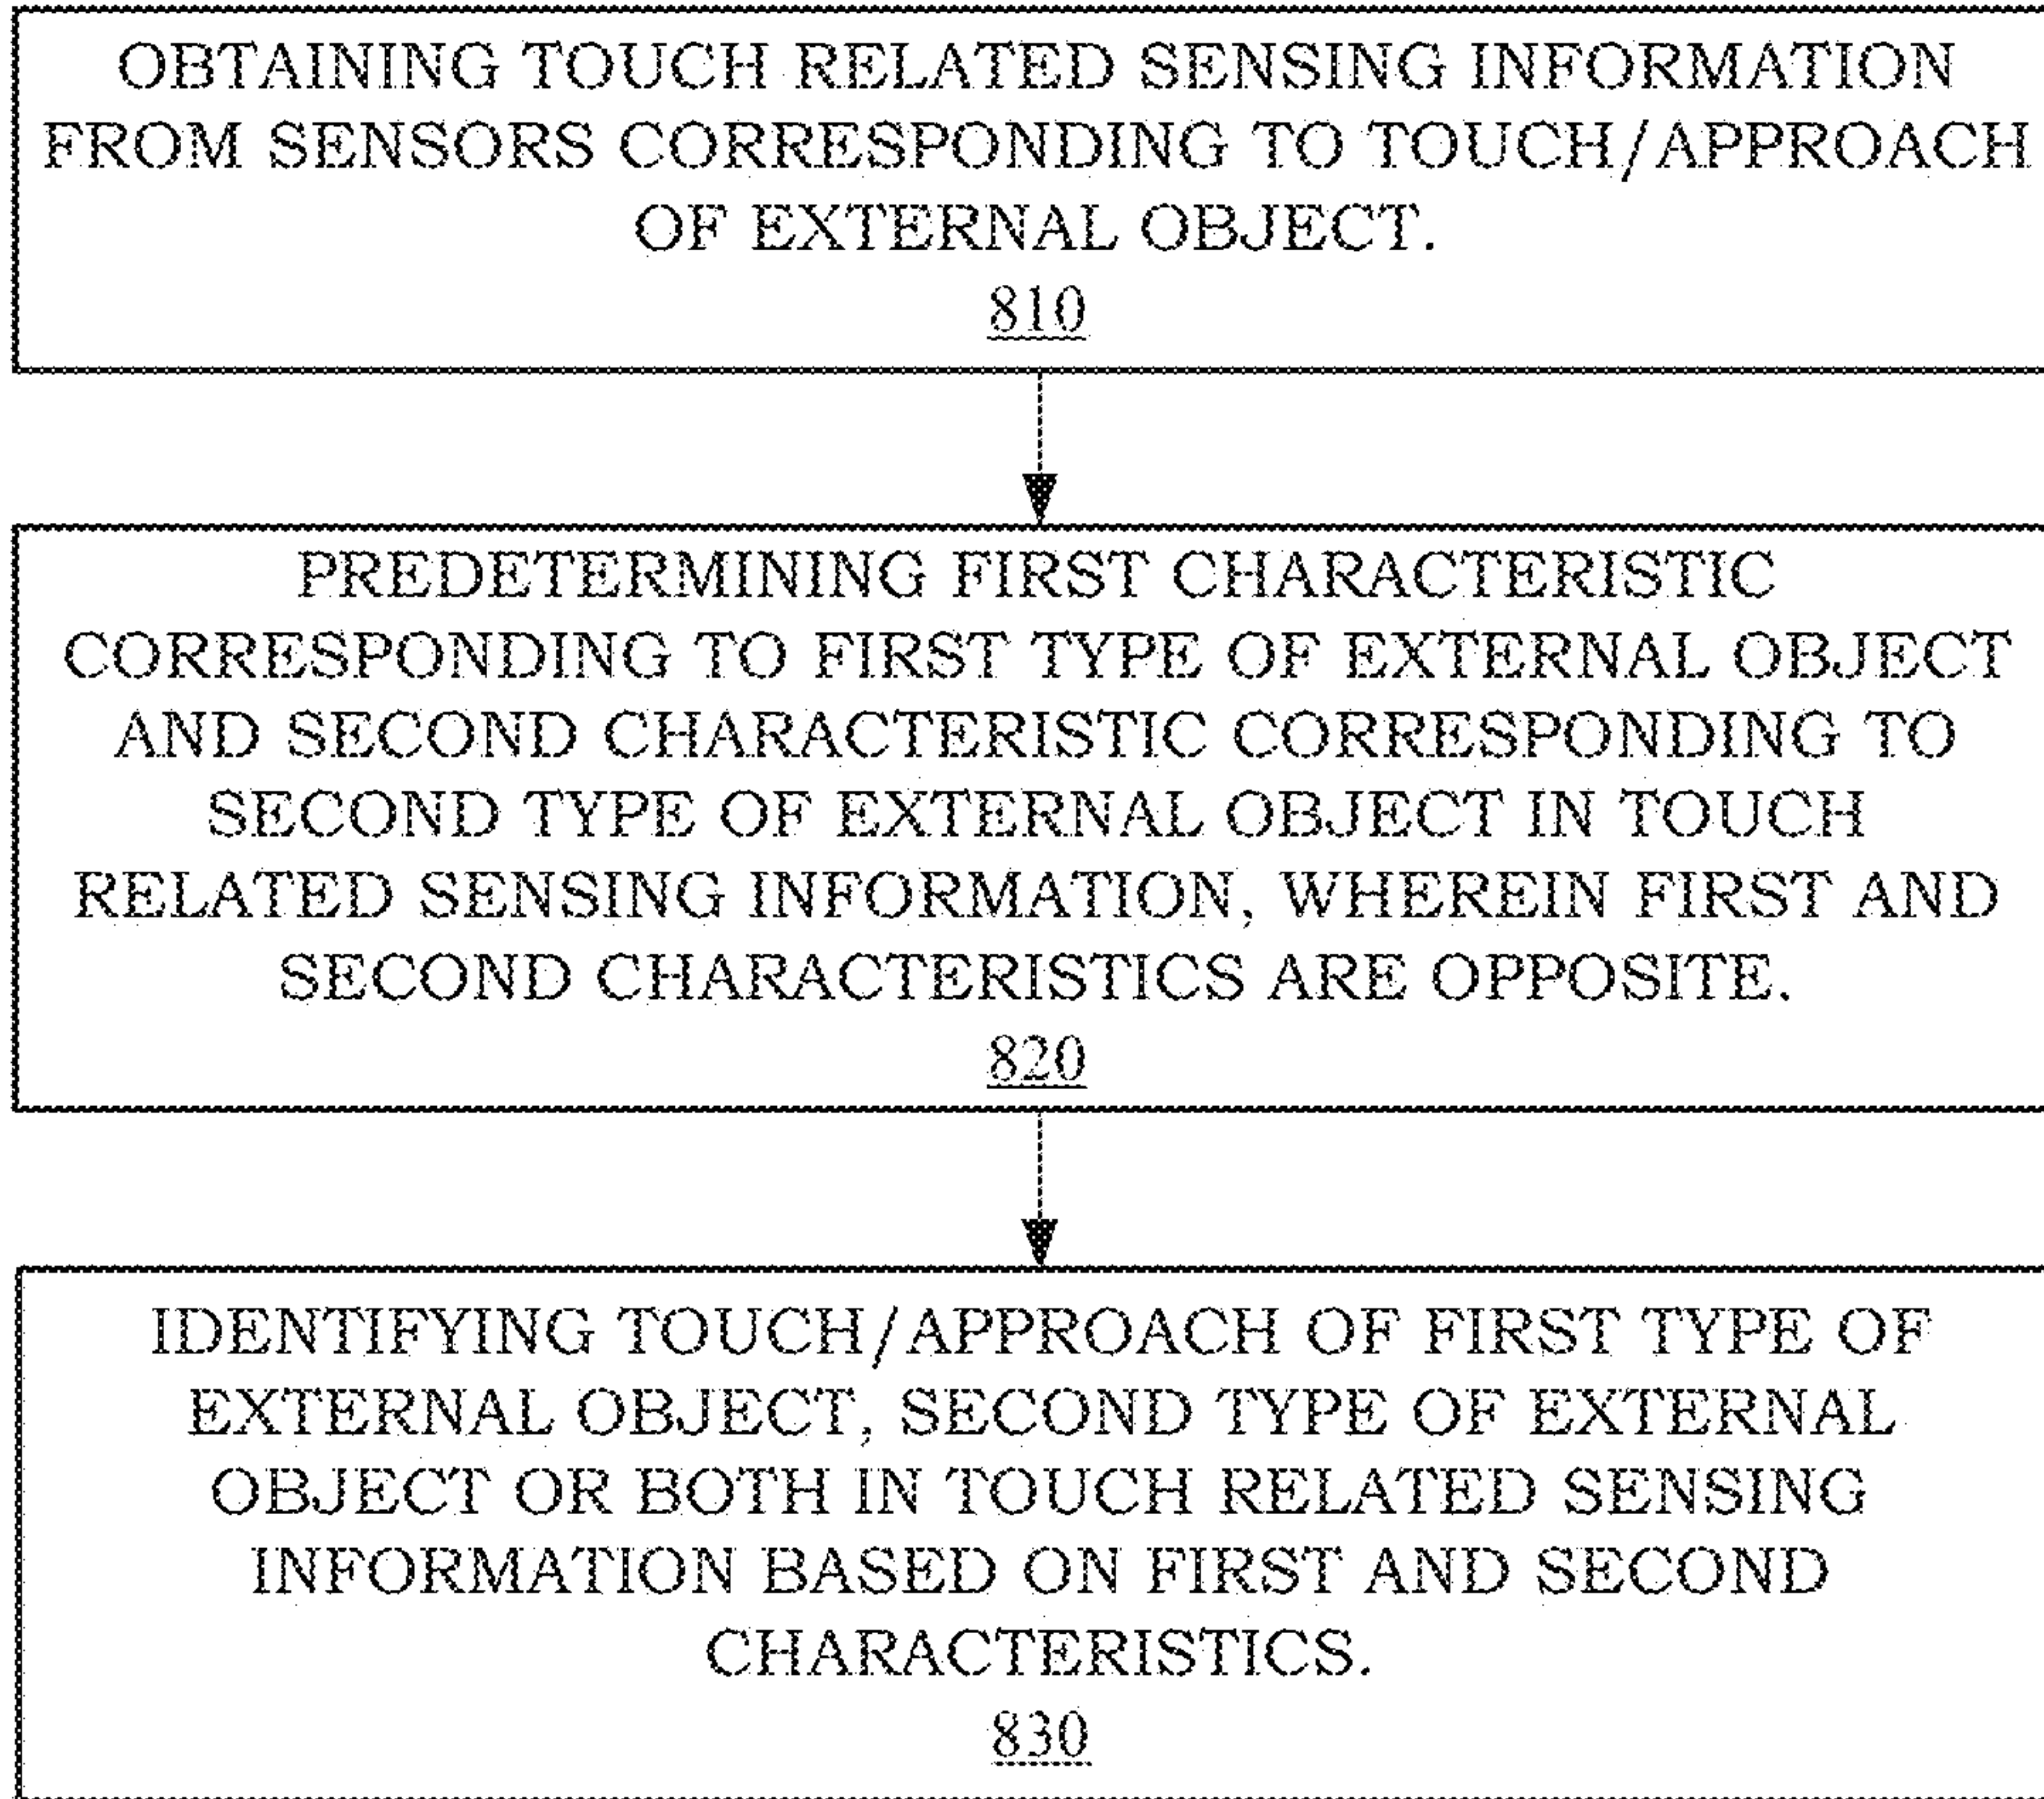 OBTAINING TOUCH RELATED SENSING INFORMATION
FROM SENSORS CORRESPONDING TO TOUCH/APPROACH
OF EXTERNAL OBJECT.
810
PREDETERMINING FIRST CHARACTERISTIC
CORRESPONDING TO FIRST TYPE OF EXTERNAL OBJECT
AND SECOND CHARACTERISTIC CORRESPONDING TO
SECOND TYPE OF EXTERNAL OBJECT IN TOUCH
RELATED SENSING INFORMATION, WHEREIN FIRST AND
SECOND CHARACTERISTICS ARE OPPOSITE.
820
IDENTIFYING TOUCH/APPROACH OF FIRST TYPE OF
EXTERNAL OBJECT, SECOND TYPE OF EXTERNAL
OBJECT OR BOTH IN TOUCH RELATED SENSING
INFORMATION BASED ON FIRST AND SECOND
CHARACTERISTICS.
830